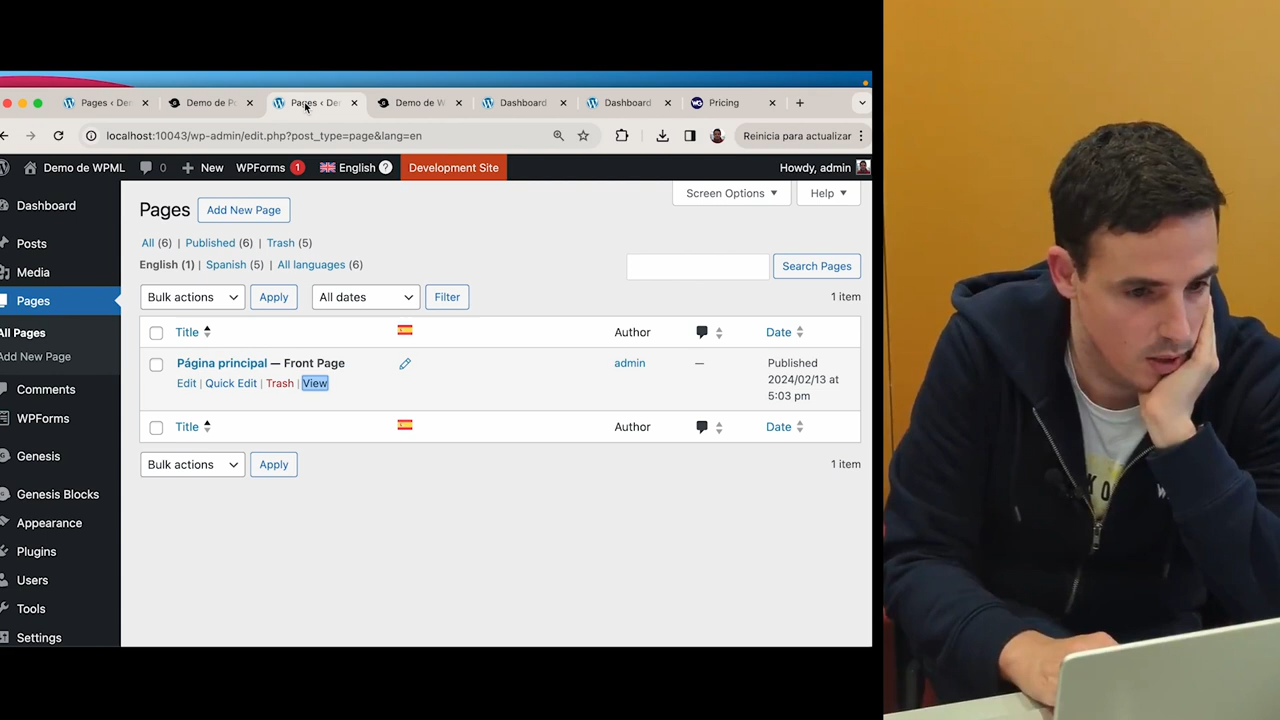 Pages ‹ Der
Demo de P
Pages ‹ Der
Demo de W
Dashboard
Dashboard
Pricing
localhost:10043/wp-admin/edit.php?post_type=page&lang=en
Reinicia para actualizar
Demo de WPML 0 New WPForms 1 English Development Site Howdy, admin
Screen Options Help
Dashboard
Posts
Media
Pages
All Pages
Add New Page
Comments
WPForms
Genesis
Genesis Blocks
Appearance
Plugins
Users
Tools
Settings
Pages Add New Page
All (6) | Published (6) | Trash (5)
English (1) | Spanish (5) | All languages (6)
Search Pages
Bulk actions Apply All dates Filter 1 item
Title Author Date
Página principal — Front Page admin — Published
2024/02/13 at
5:03 pm
Edit | Quick Edit | Trash | View
Title Author Date
Bulk actions Apply 1 item